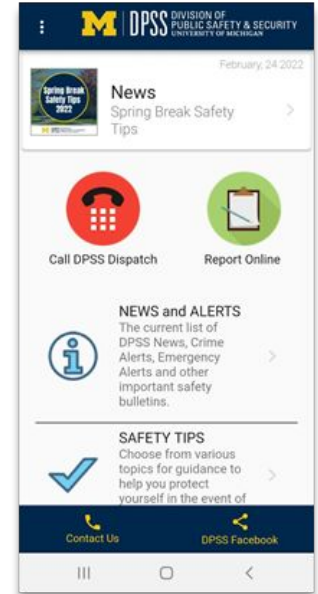 M DPSS DIVISION OF
PUBLIC SAFETY & SECURITY
UNIVERSITY OF MICHIGAN
February, 24 2022
Spring Break
Safety Tips
2022
News
Spring Break Safety
Tips
Call DPSS Dispatch
Report Online
NEWS and ALERTS
The current list of
DPSS News, Crime
Alerts, Emergency
Alerts and other
important safety
bulletins.
SAFETY TIPS
Choose from various
topics for guidance to
help you protect
yourself in the event of
Contact Us
DPSS Facebook